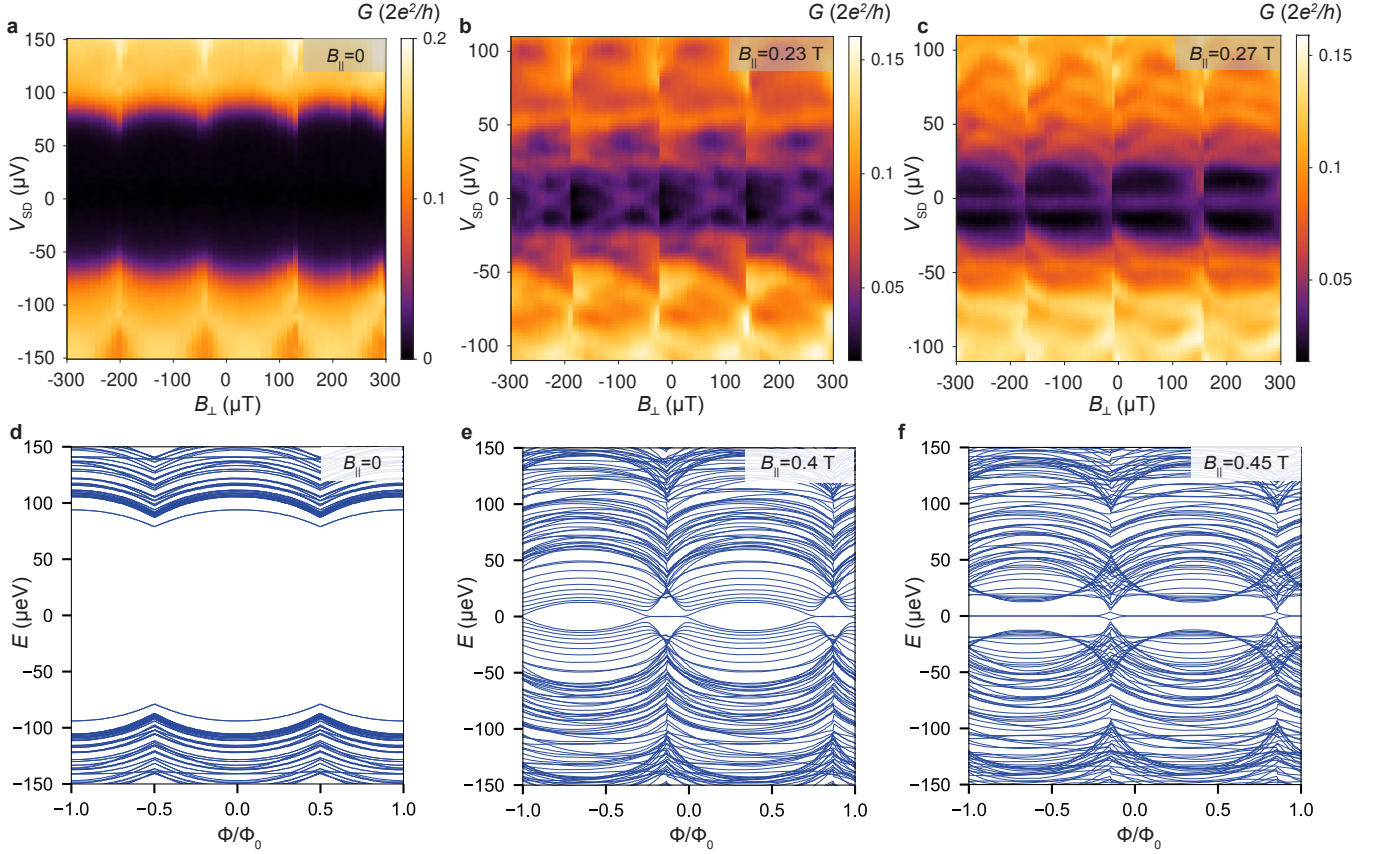 a
G (2e²/h)
B||=0
150
100
50
0
-50
-100
-150
V_SD (µV)
-300 -200 -100 0 100 200 300
B⊥ (µT)
0.2
0.1
0
b
G (2e²/h)
B||=0.23 T
100
50
0
-50
-100
V_SD (µV)
-300 -200 -100 0 100 200 300
B⊥ (µT)
0.15
0.10
0.05
c
G (2e²/h)
B||=0.27 T
100
50
0
-50
-110
V_SD (µV)
-300 -200 -100 0 100 200 300
B⊥ (µT)
0.15
0.1
0.05
d
B||=0
150
100
50
0
−50
−100
−150
E (µeV)
−1.0 −0.5 0.0 0.5 1.0
Φ/Φ₀
e
B||=0.4 T
150
100
50
0
−50
−100
−150
E (µeV)
−1.0 −0.5 0.0 0.5 1.0
Φ/Φ₀
f
B||=0.45 T
150
100
50
0
−50
−100
−150
E (µeV)
−1.0 −0.5 0.0 0.5 1.0
Φ/Φ₀